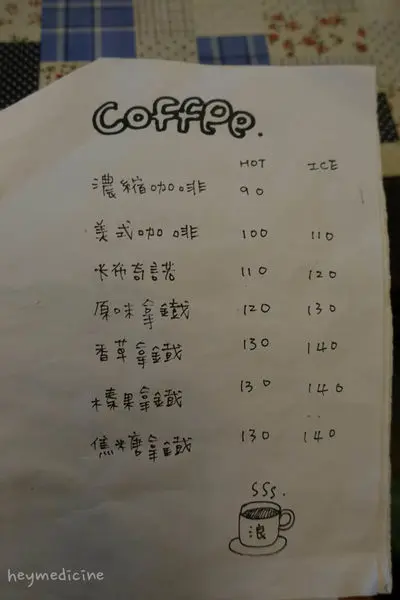 Coffee.
HOT ICE
濃縮咖啡 90
美式咖啡 100 110
卡布奇諾 110 120
原味拿鐵 120 130
香草拿鐵 130 140
榛果拿鐵 130 140
焦糖拿鐵 130 140
浪
heymedicine